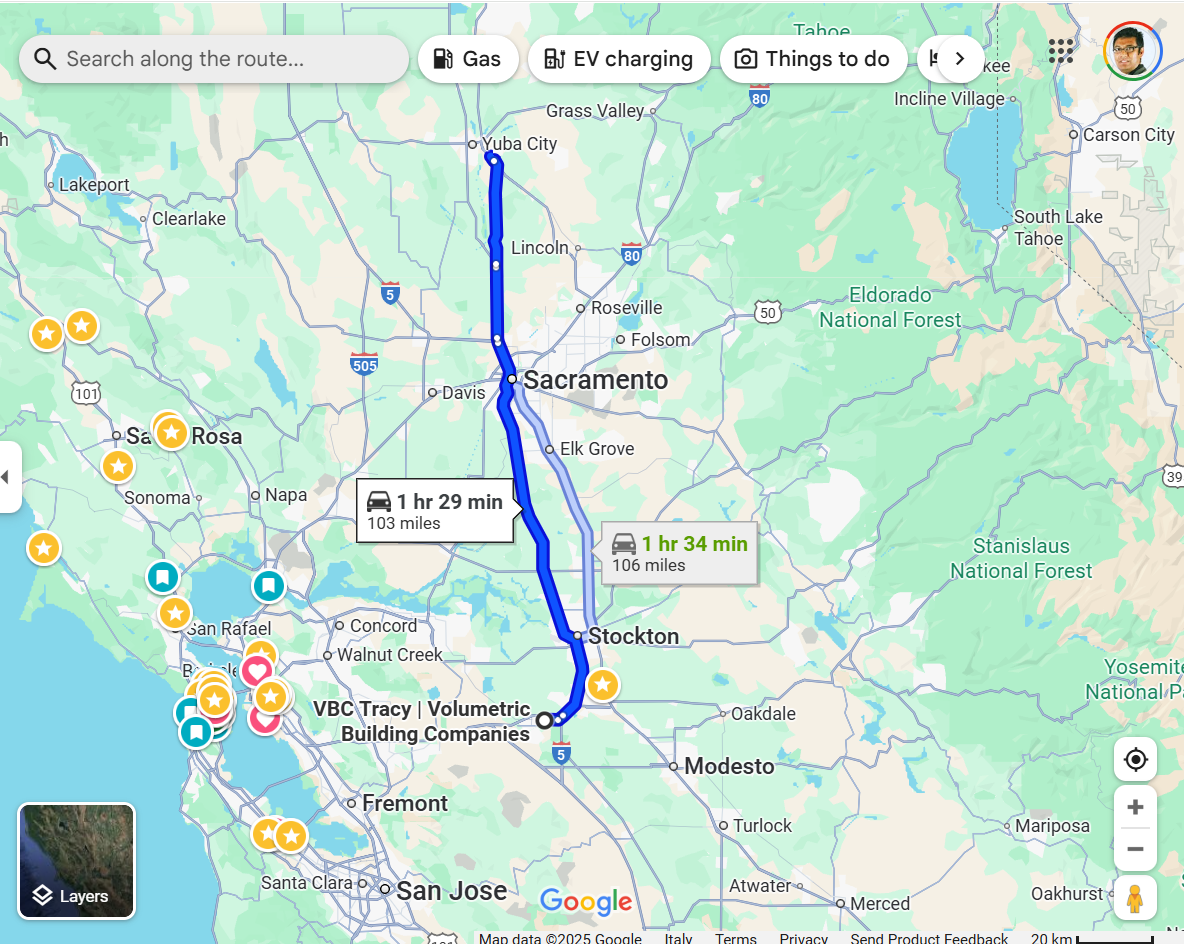 Tahoe
Search along the route...
Gas
EV charging
Things to do
kee
80
Grass Valley
Incline Village
50
Carson City
Yuba City
h
Lakeport
Clearlake
South Lake
Tahoe
Lincoln
80
5
Roseville
Eldorado
National Forest
50
Folsom
505
Sacramento
Davis
101
Sa Rosa
Elk Grove
39
Sonoma
Napa
1 hr 29 min
103 miles
1 hr 34 min
106 miles
Stanislaus
National Forest
San Rafael
Concord
Stockton
Walnut Creek
Yosemite
National Pa
VBC Tracy | Volumetric
Building Companies
Oakdale
5
Modesto
Fremont
Turlock
Mariposa
Layers
Santa Clara
San Jose
Google
Atwater
Merced
Oakhurst
101
Map data ©2025 Google Italy Terms Privacy Send Product Feedback 20 km